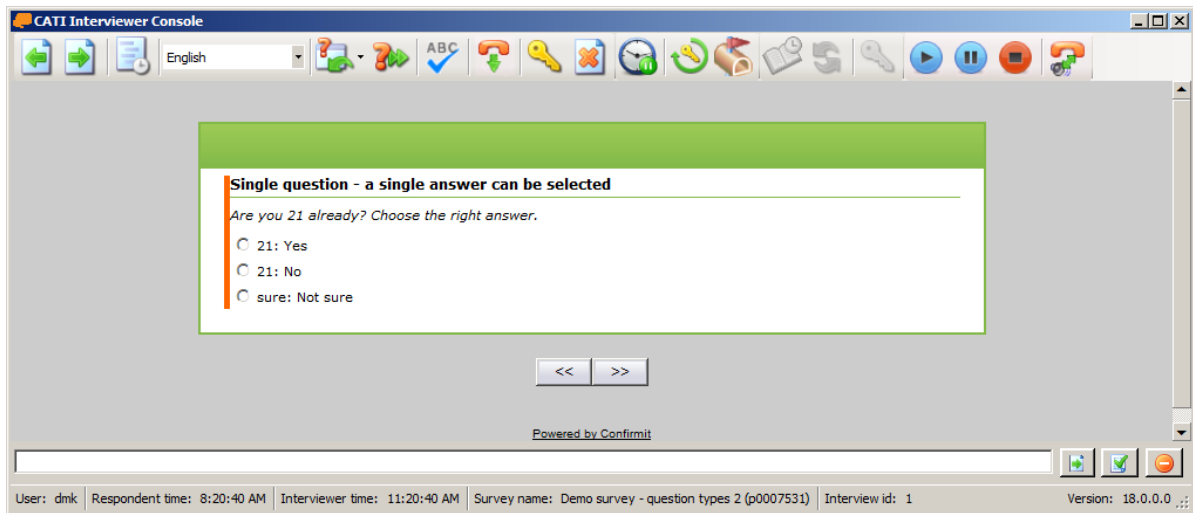 CATI Interviewer Console
English
ABC
Single question - a single answer can be selected
Are you 21 already? Choose the right answer.
21: Yes
21: No
sure: Not sure
<< >>
Powered by Confirmit
User: dmk Respondent time: 8:20:40 AM Interviewer time: 11:20:40 AM Survey name: Demo survey - question types 2 (p0007531) Interview id: 1 Version: 18.0.0.0